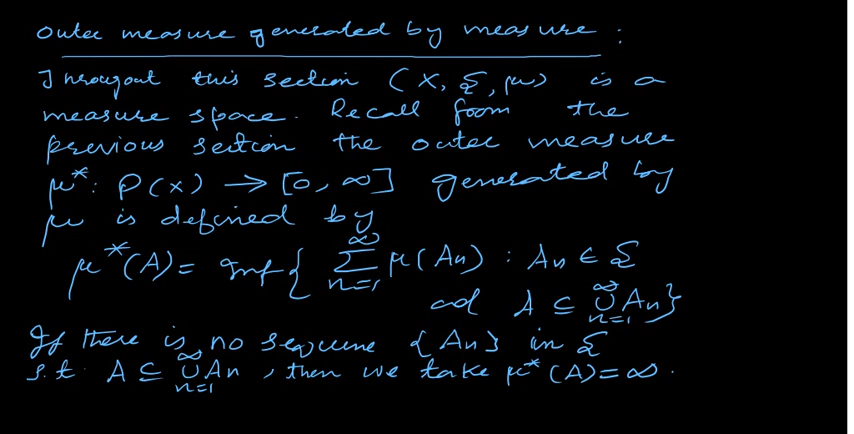 outer measure generated by measure :
Throughout this section (X, Σ, μ) is a
measure space. Recall from the
previous section the outer measure
μ* : P(X) → [0, ∞] generated by
μ is defined by
μ*(A) = Inf { ∑_{n=1}^{∞} μ(An) : An ∈ Σ
and A ⊆ ∪_{n=1}^{∞} An }
If there is no sequence {An} in Σ
s.t. A ⊆ ∪_{n=1}^{∞} An, then we take μ*(A) = ∞.